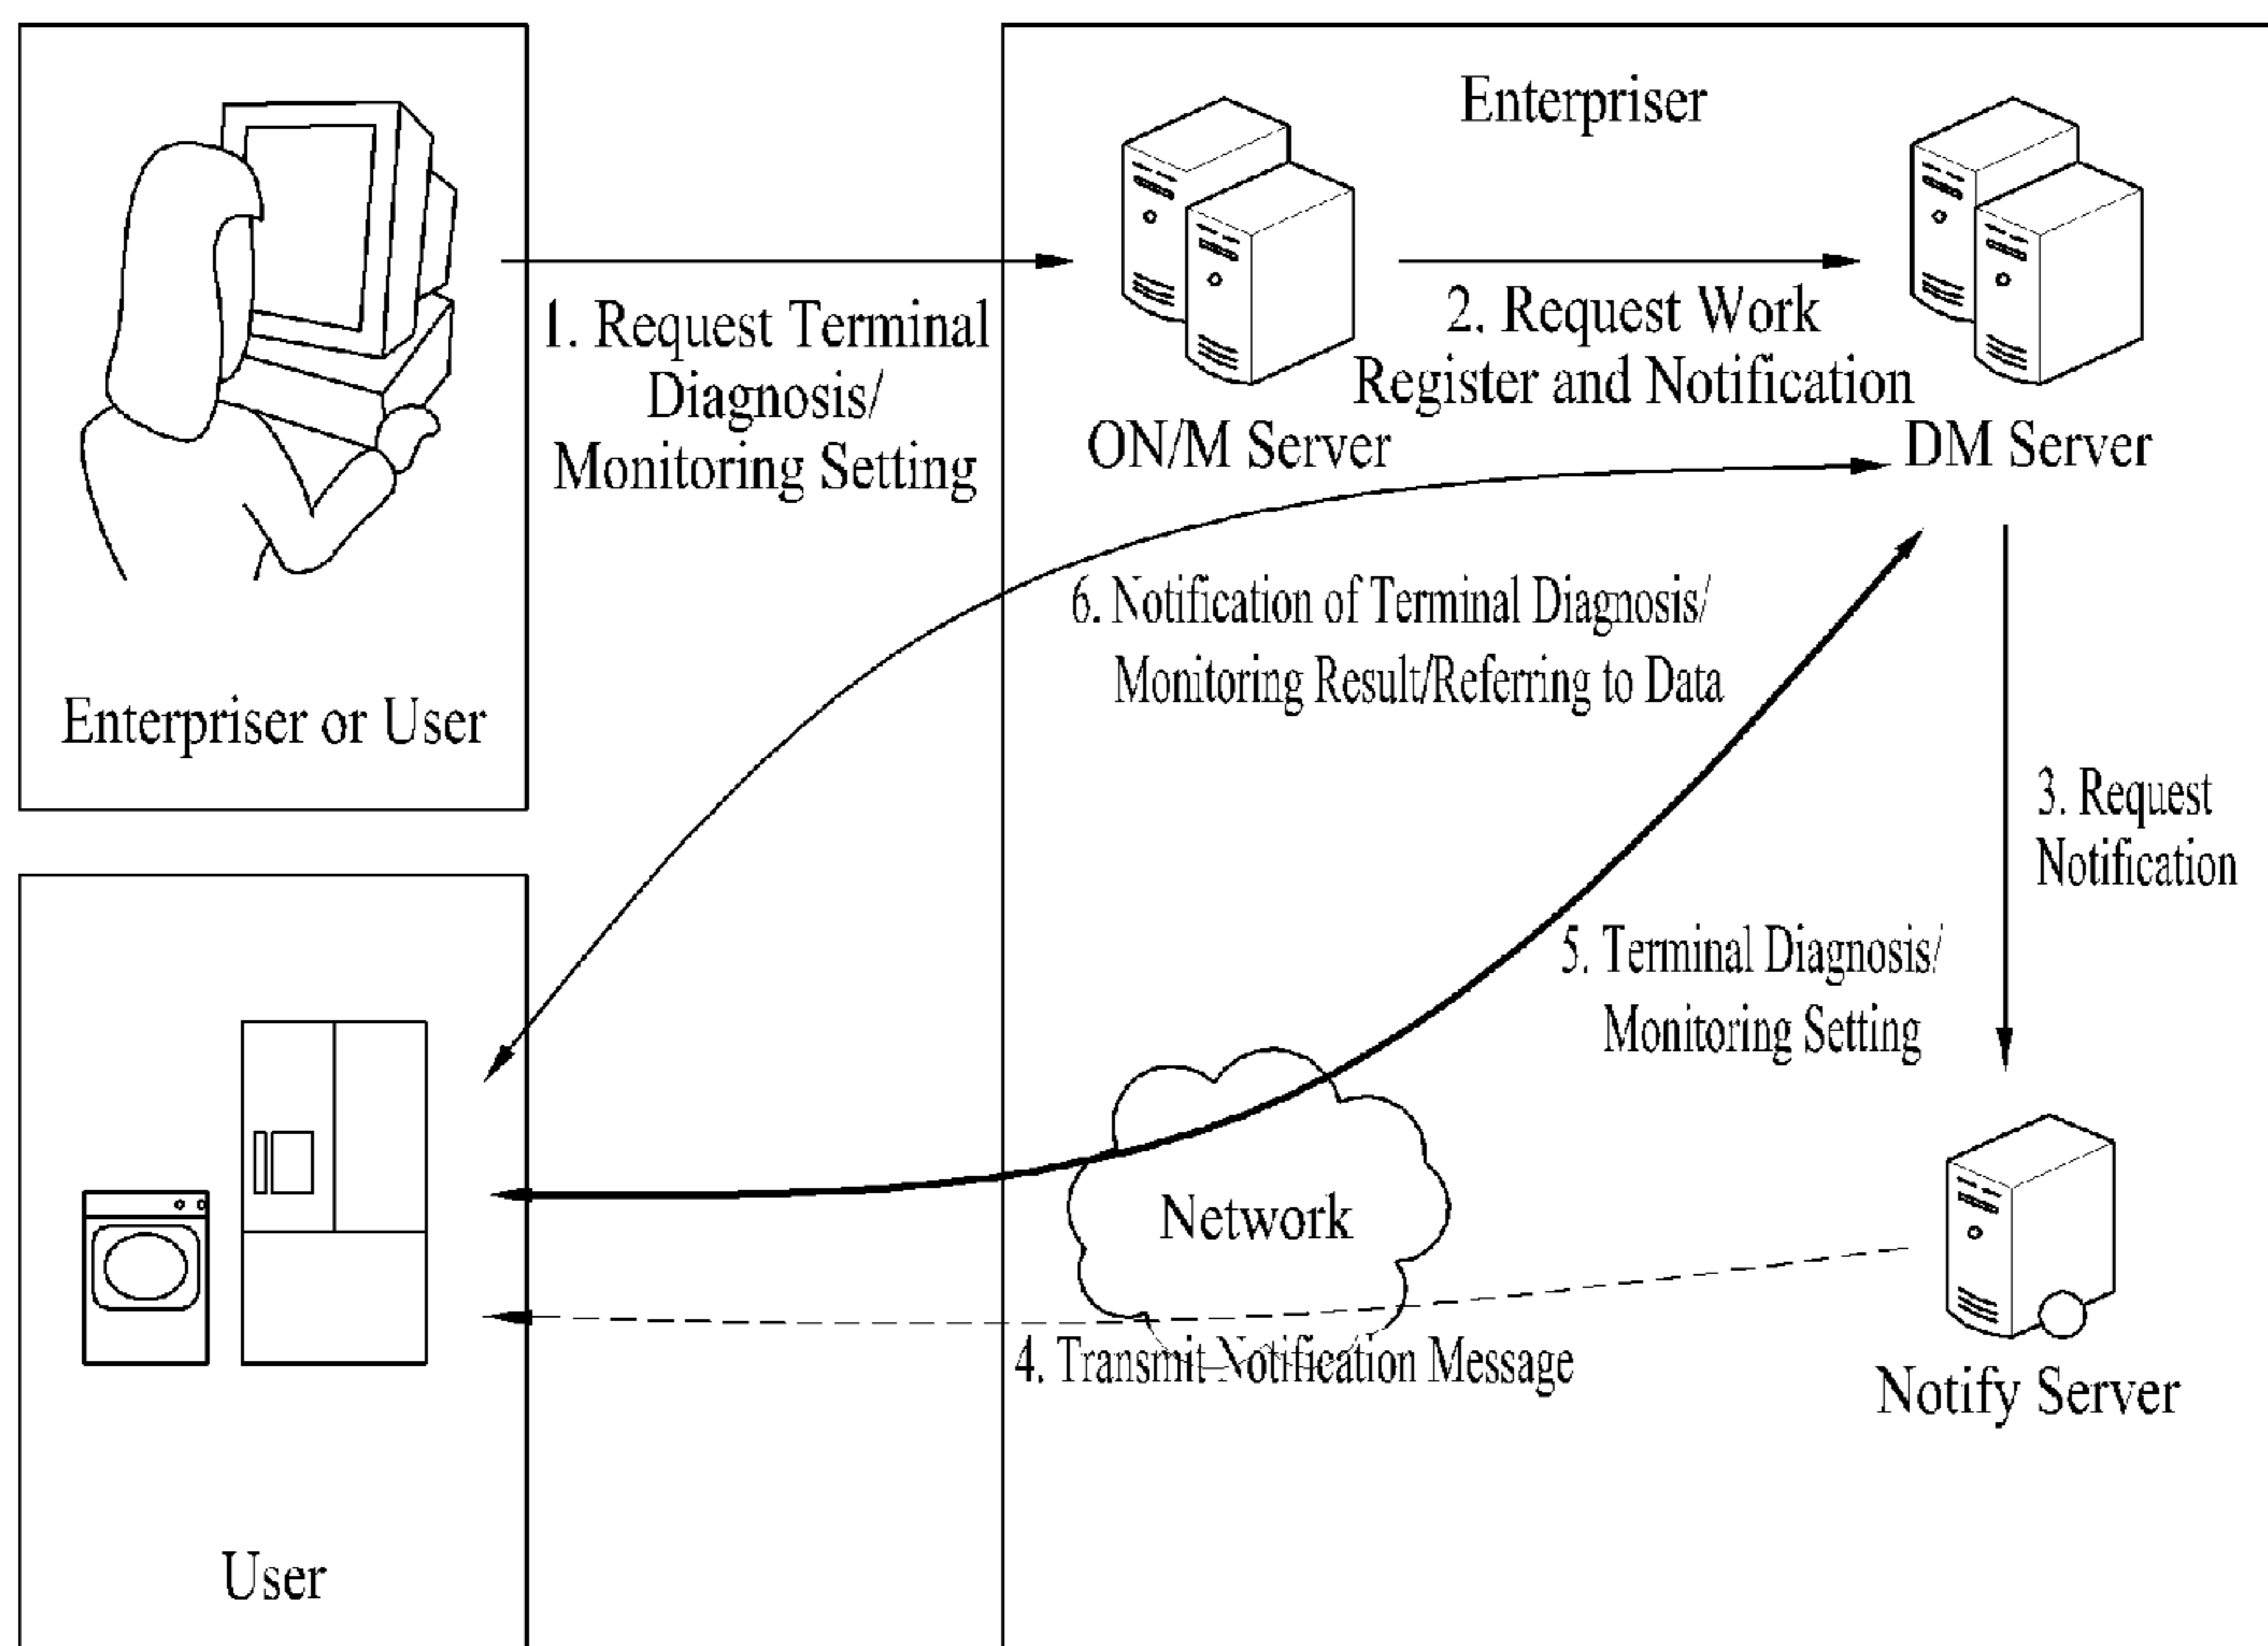 Enterpriser
1. Request Terminal
Diagnosis/
Monitoring Setting
2. Request Work
Register and Notification
ON/M Server
DM Server
6. Notification of Terminal Diagnosis/
Monitoring Result/Referring to Data
Enterpriser or User
3. Request
Notification
5. Terminal Diagnosis/
Monitoring Setting
Network
4. Transmit Notification Message
Notify Server
User